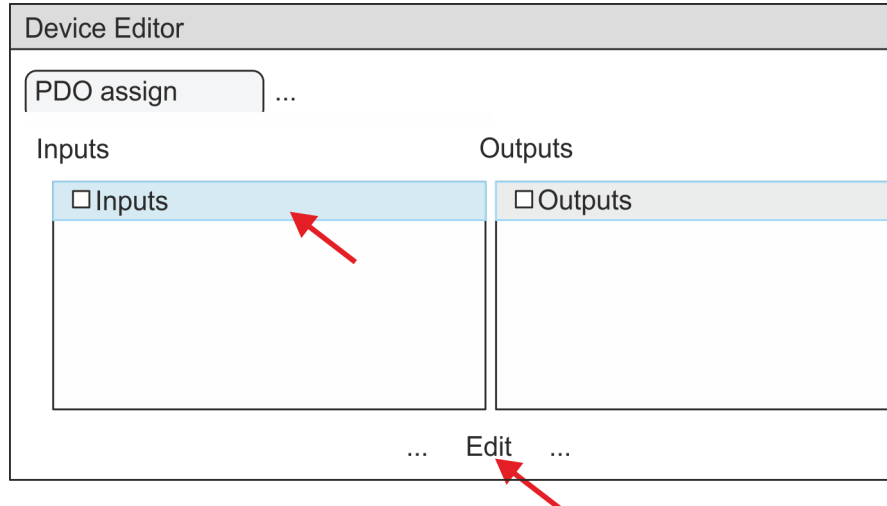 Device Editor
PDO assign ...
Inputs Outputs
Inputs Outputs
... Edit ...